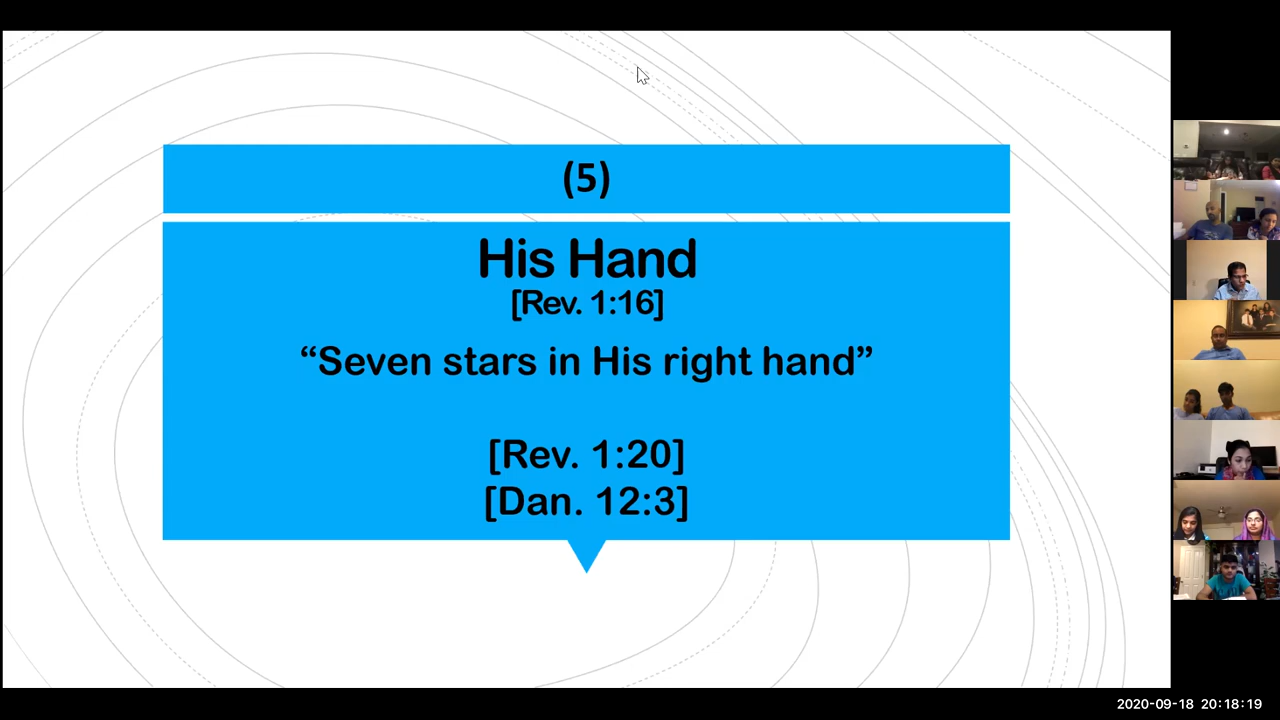 (5)
His Hand
[Rev. 1:16]
“Seven stars in His right hand”
[Rev. 1:20]
[Dan. 12:3]
2020-09-18 20:18:19